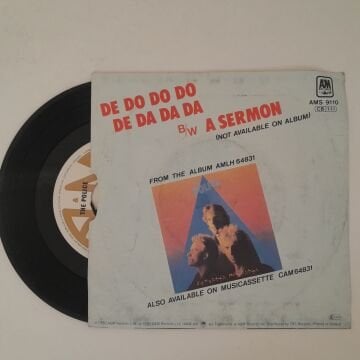 A&M
AMS 9110
DE DO DO DO
DE DA DA DA
B/W A SERMON
(NOT AVAILABLE ON ALBUM)
FROM THE ALBUM AMLH 64831
ALSO AVAILABLE ON MUSICASSETTE CAM 64831
THE POLICE